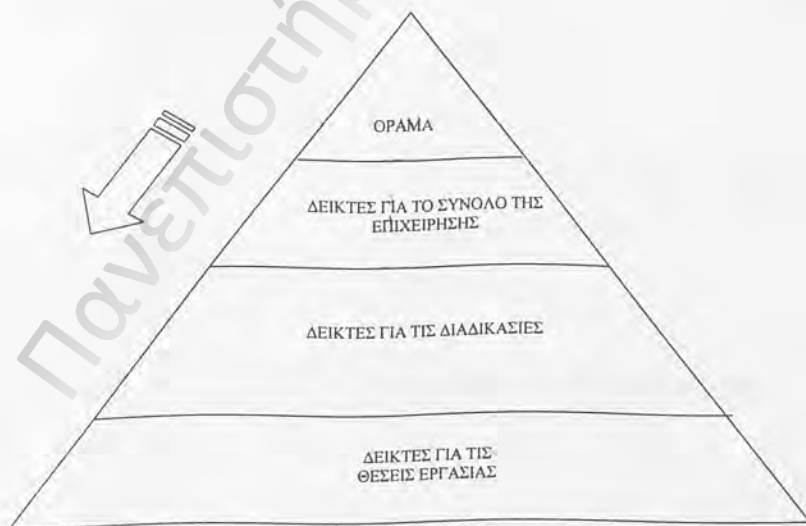 ΟΡΑΜΑ
ΔΕΙΚΤΕΣ ΓΙΑ ΤΟ ΣΥΝΟΛΟ ΤΗΣ
ΕΠΙΧΕΙΡΗΣΗΣ
ΔΕΙΚΤΕΣ ΓΙΑ ΤΙΣ ΔΙΑΔΙΚΑΣΙΕΣ
ΔΕΙΚΤΕΣ ΓΙΑ ΤΙΣ
ΘΕΣΕΙΣ ΕΡΓΑΣΙΑΣ